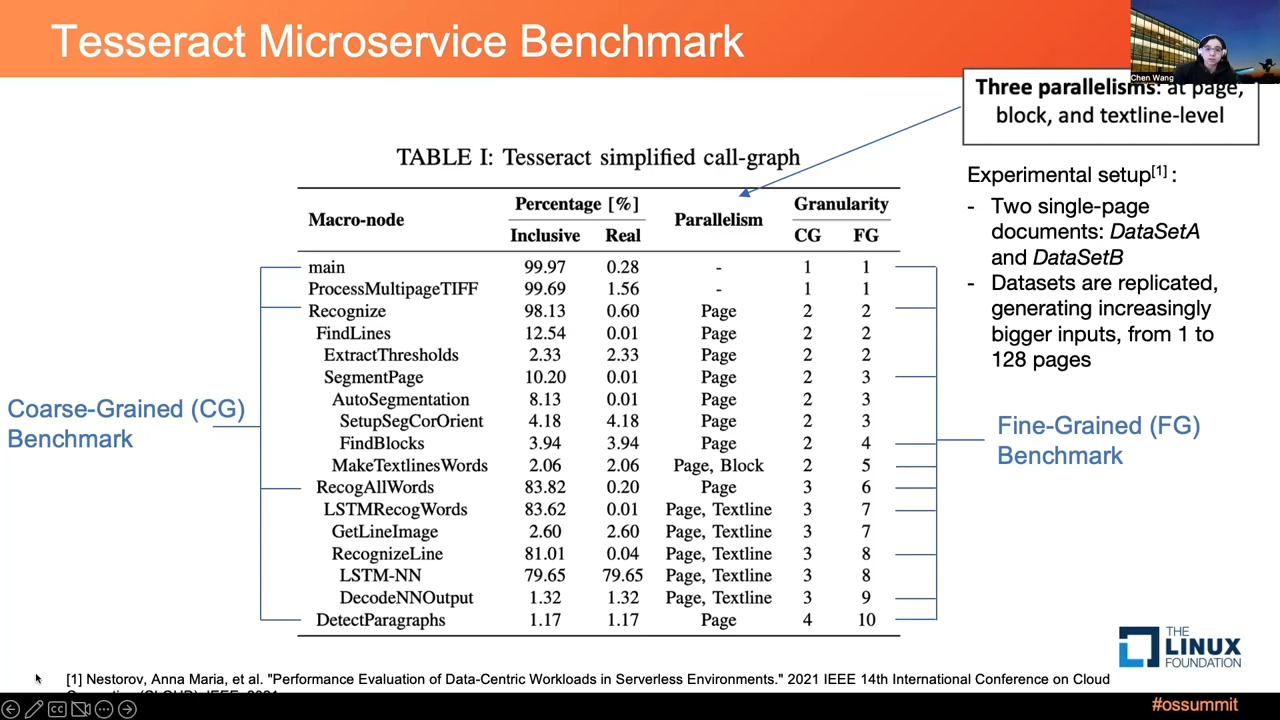 Tesseract Microservice Benchmark
Chen Wang
Three parallelisms: at page,
block, and textline-level
TABLE I: Tesseract simplified call-graph
Macro-node Percentage [%] Parallelism Granularity
Inclusive Real CG FG
main 99.97 0.28 - 1 1
ProcessMultipageTIFF 99.69 1.56 - 1 1
Recognize 98.13 0.60 Page 2 2
FindLines 12.54 0.01 Page 2 2
ExtractThresholds 2.33 2.33 Page 2 2
SegmentPage 10.20 0.01 Page 2 3
AutoSegmentation 8.13 0.01 Page 2 3
SetupSegCorOrient 4.18 4.18 Page 2 3
FindBlocks 3.94 3.94 Page 2 4
MakeTextlinesWords 2.06 2.06 Page, Block 2 5
RecogAllWords 83.82 0.20 Page 3 6
LSTMRecogWords 83.62 0.01 Page, Textline 3 7
GetLineImage 2.60 2.60 Page, Textline 3 7
RecognizeLine 81.01 0.04 Page, Textline 3 8
LSTM-NN 79.65 79.65 Page, Textline 3 8
DecodeNNOutput 1.32 1.32 Page, Textline 3 9
DetectParagraphs 1.17 1.17 Page 4 10
Coarse-Grained (CG)
Benchmark
Experimental setup[1] :
- Two single-page
documents: DataSetA
and DataSetB
- Datasets are replicated,
generating increasingly
bigger inputs, from 1 to
128 pages
Fine-Grained (FG)
Benchmark
THE
LINUX
FOUNDATION
[1] Nestorov, Anna Maria, et al. "Performance Evaluation of Data-Centric Workloads in Serverless Environments." 2021 IEEE 14th International Conference on Cloud
CC
#ossummit